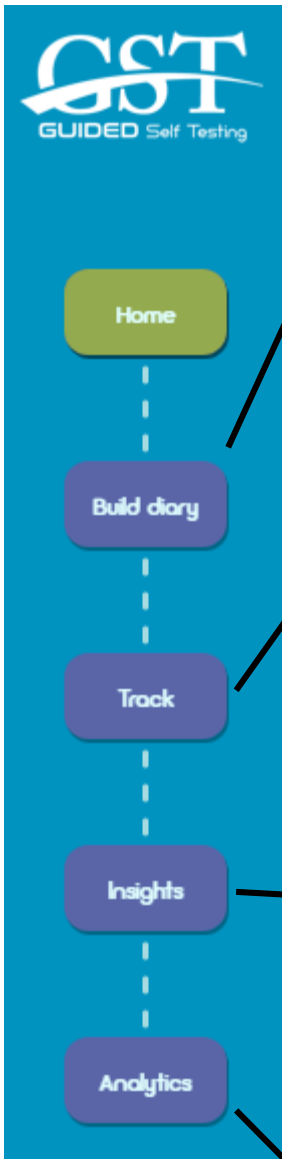 GST
GUIDED Self Testing
Home
Build diary
Track
Insights
Analytics